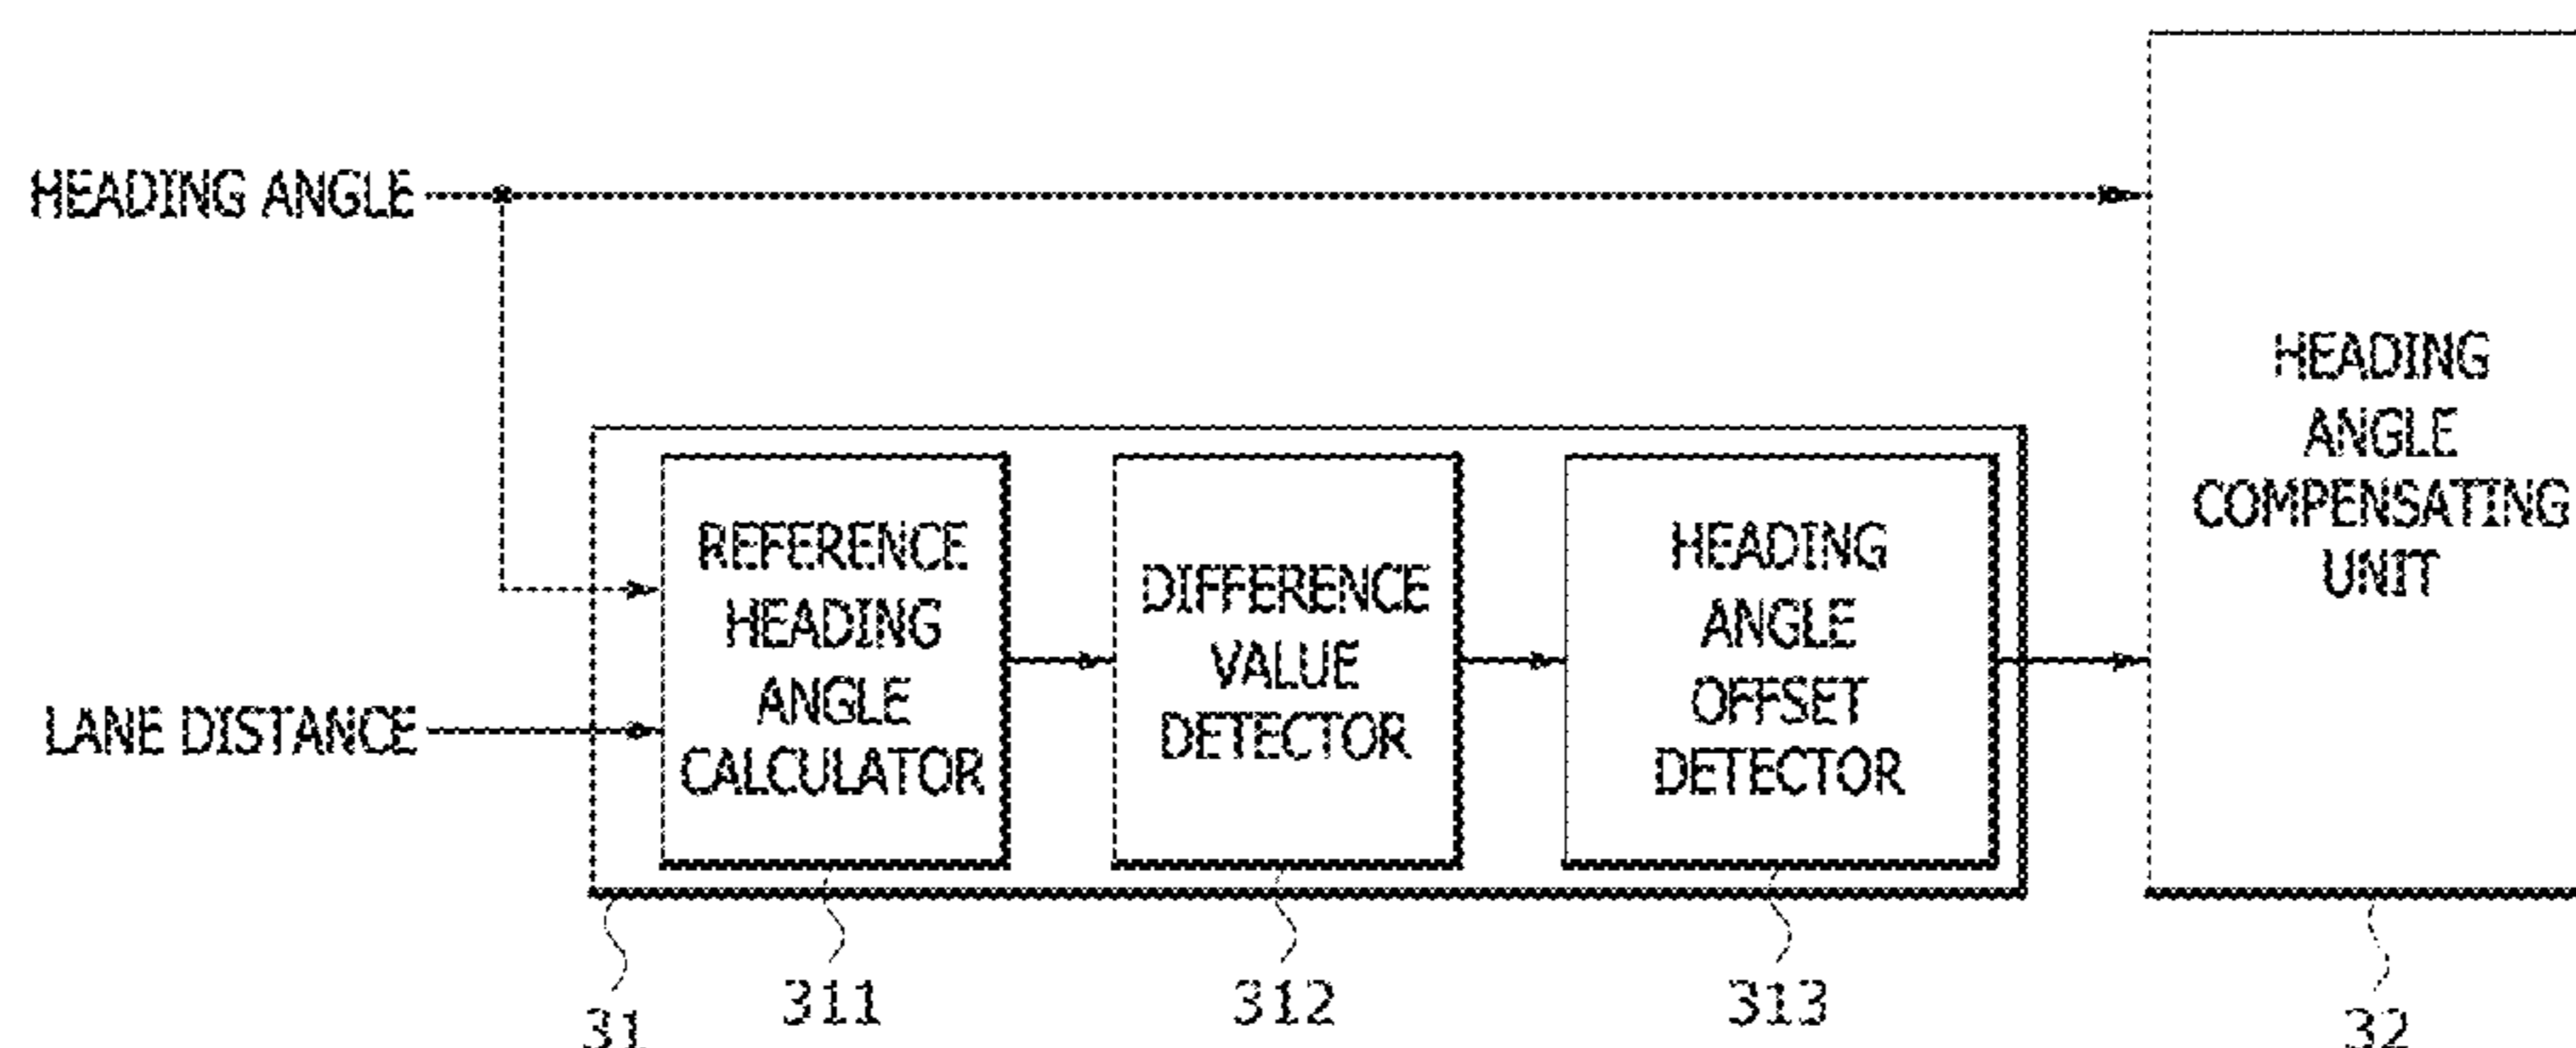 HEADING ANGLE
LANE DISTANCE
REFERENCE
HEADING
ANGLE
CALCULATOR
DIFFERENCE
VALUE
DETECTOR
HEADING
ANGLE
OFFSET
DETECTOR
HEADING
ANGLE
COMPENSATING
UNIT
31
311
312
313
32